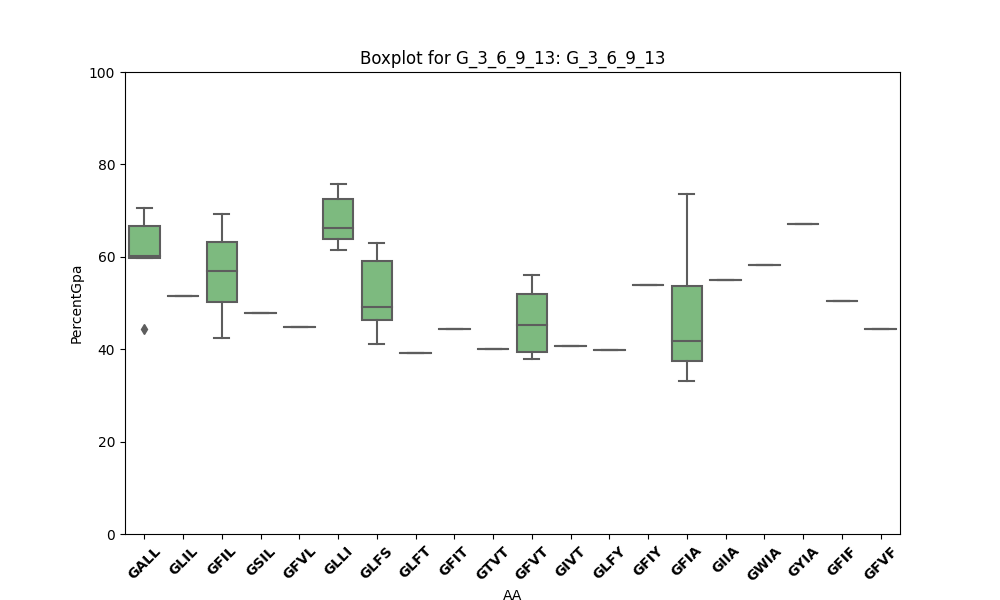 Boxplot for G_3_6_9_13: G_3_6_9_13
100
80
60
40
20
0
PercentGpa
GALL GLIL GFIL GSIL GFVL GLLI GLFS GLFT GFIT GTVT GFVT GIVT GLFY GFIY GFIA GIIA GWIA GYIA GFIF GFVF
AA